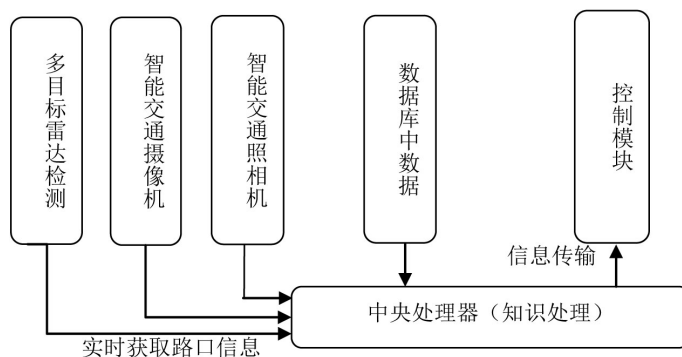 多目标雷达检测
智能交通摄像机
智能交通照相机
数据库中数据
控制模块
信息传输
中央处理器（知识处理）
实时获取路口信息